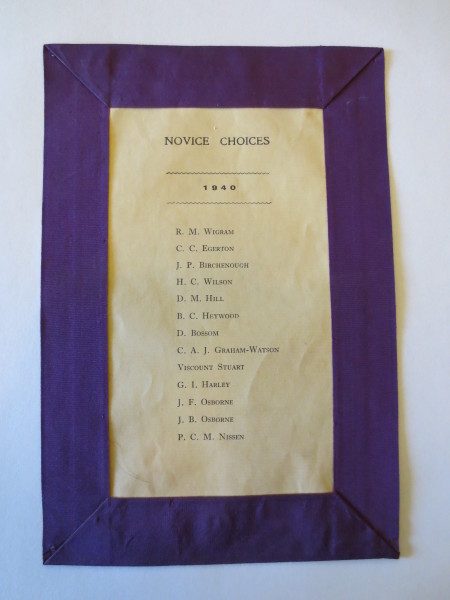 NOVICE CHOICES
1940
R. M. Wigram
C. C. Egerton
J. P. Birchenough
H. C. Wilson
D. M. Hill
B. C. Heywood
D. Bossom
C. A. J. Graham-Watson
Viscount Stuart
G. I. Harley
J. F. Osborne
J. B. Osborne
P. C. M. Nissen